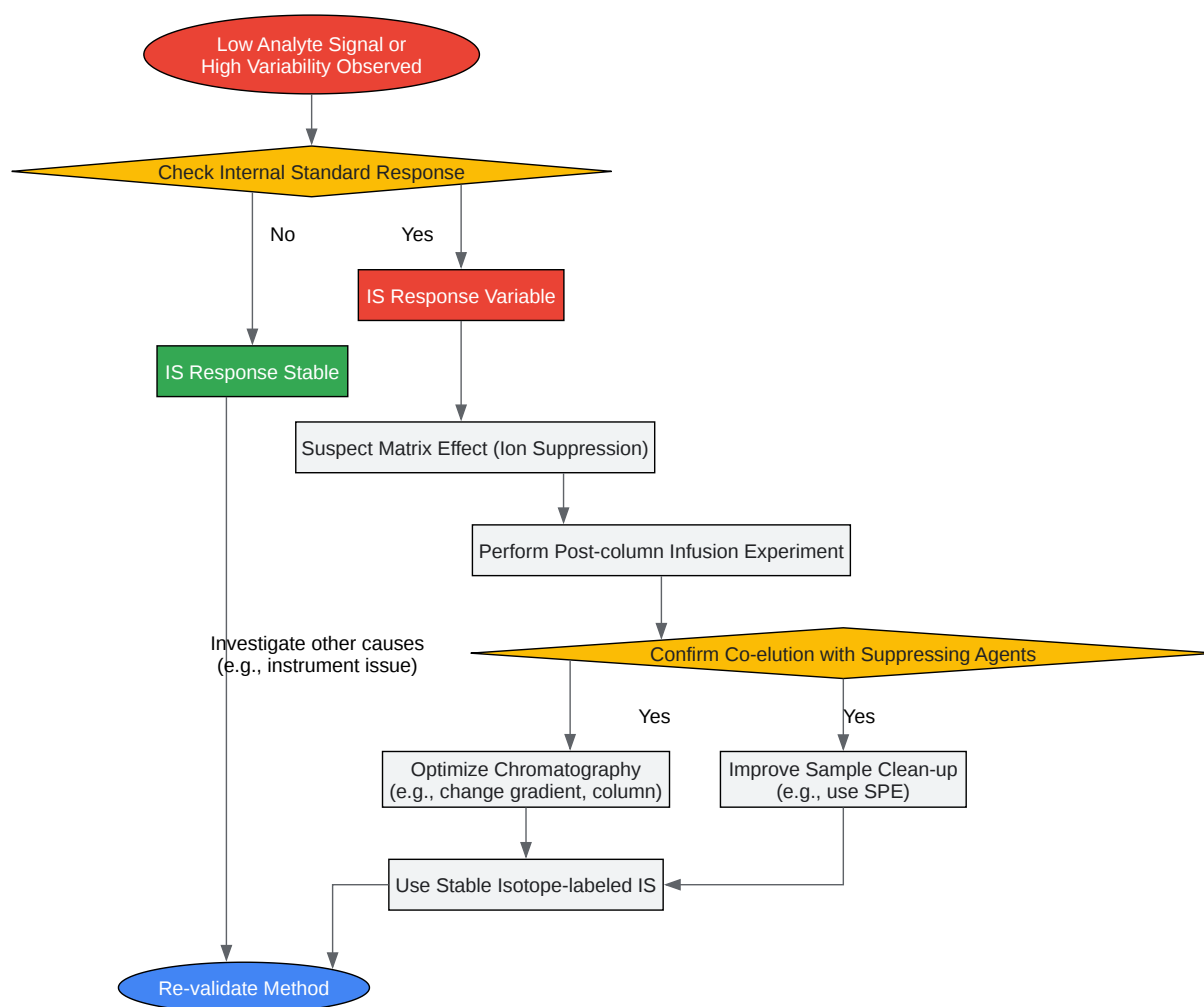 Low Analyte Signal or
High Variability Observed
Check Internal Standard Response
No
Yes
IS Response Variable
IS Response Stable
Suspect Matrix Effect (Ion Suppression)
Perform Post-column Infusion Experiment
Investigate other causes
(e.g., instrument issue)
Confirm Co-elution with Suppressing Agents
Yes
Yes
Optimize Chromatography
(e.g., change gradient, column)
Improve Sample Clean-up
(e.g., use SPE)
Use Stable Isotope-labeled IS
Re-validate Method